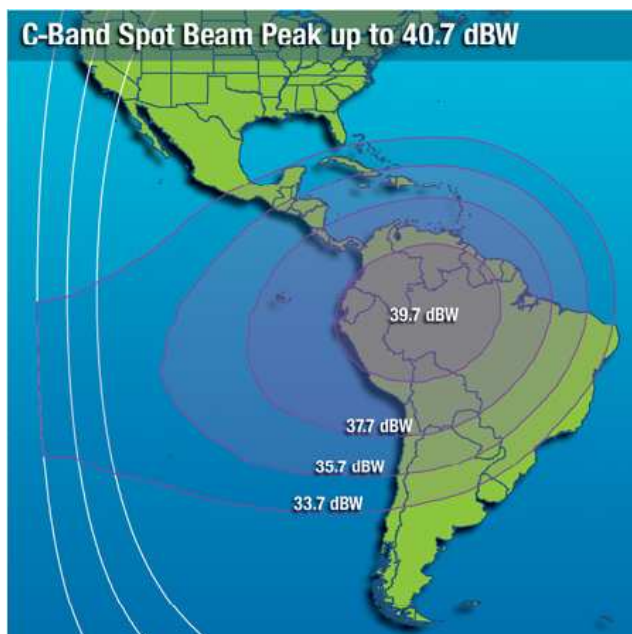 C-Band Spot Beam Peak up to 40.7 dBW
39.7 dBW
37.7 dBW
35.7 dBW
33.7 dBW